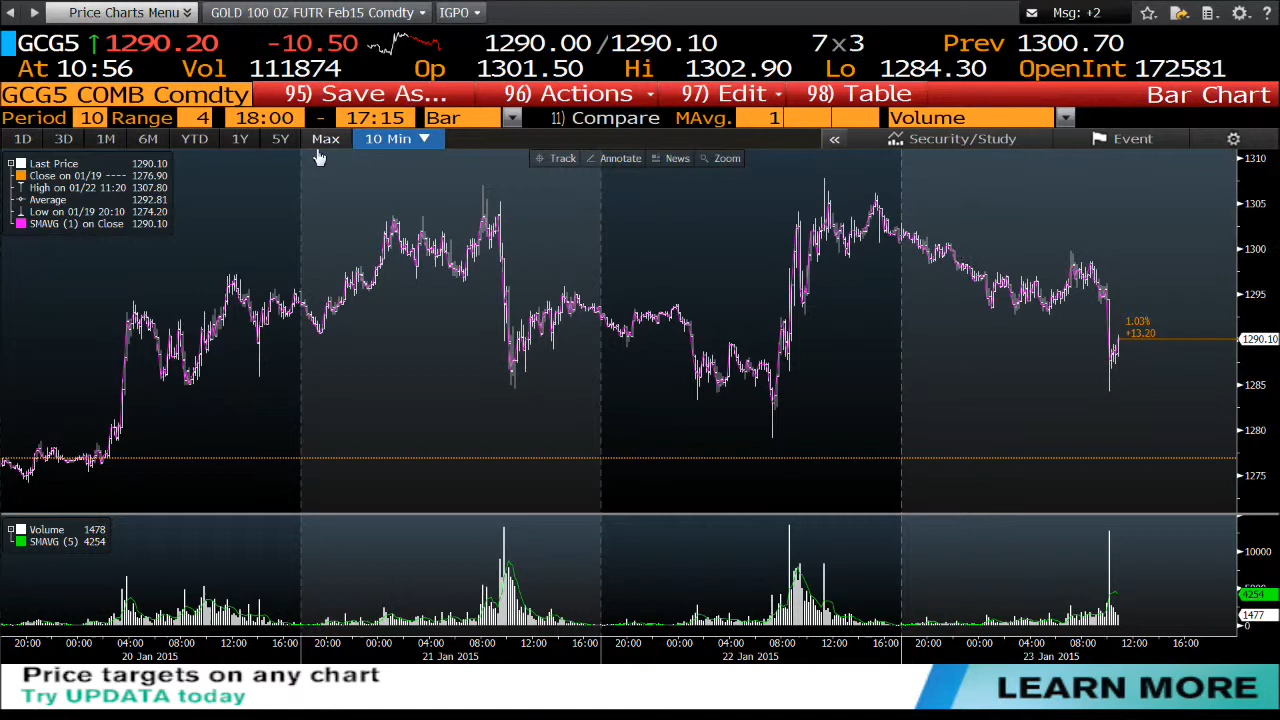 Price Charts Menu GOLD 100 OZ FUTR Feb15 Comdty IGPO Msg: +2
GCG5 ↑1290.20 -10.50 1290.00/1290.10 7x3 Prev 1300.70
At 10:56 Vol 111874 Op 1301.50 Hi 1302.90 Lo 1284.30 OpenInt 172581
GCG5 COMB Comdty 95) Save As... 96) Actions 97) Edit 98) Table Bar Chart
Period 10 Range 4 18:00 - 17:15 Bar 11) Compare MAvg. 1 Volume
1D 3D 1M 6M YTD 1Y 5Y Max 10 Min ▼ « Security/Study Event
Track Annotate News Zoom
Last Price 1290.10
Close on 01/19 ---- 1276.90
High on 01/22 11:20 1307.80
Average 1292.81
Low on 01/19 20:10 1274.20
SMAVG (1) on Close 1290.10
1310
1305
1300
1295
1.03%
+13.20
1290.10
1285
1280
1275
Volume 1478
SMAVG (5) 4254
10000
4254
1477
0
20:00 04:00 08:00 12:00 16:00 20:00 00:00 04:00 08:00 12:00 16:00 20:00 00:00 04:00 08:00 12:00 16:00 20:00 00:00 04:00 08:00 12:00 16:00
20 Jan 2015 21 Jan 2015 22 Jan 2015 23 Jan 2015
Price targets on any chart
Try UPDATA today
LEARN MORE